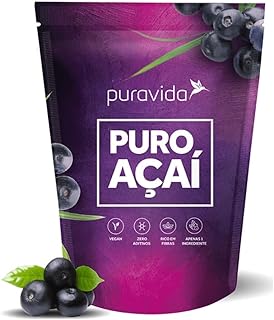 puravida
PURO
AÇAÍ
VEGAN
ZERO
ADITIVOS
RICO EM
FIBRAS
APENAS 1
INGREDIENTE